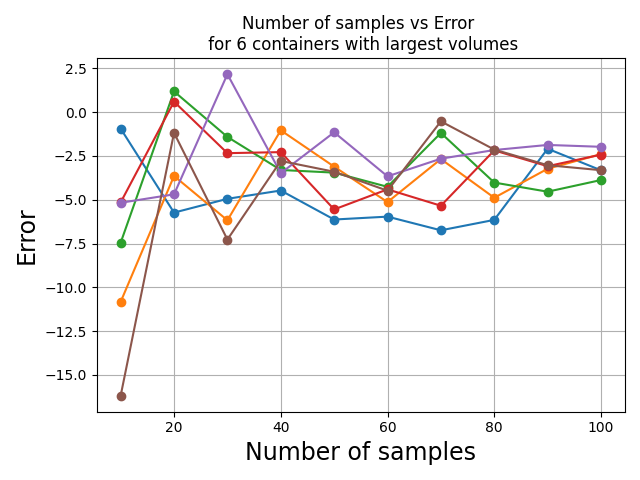 Number of samples vs Error
for 6 containers with largest volumes
2.5
0.0
−2.5
−5.0
−7.5
−10.0
−12.5
−15.0
Error
20 40 60 80 100
Number of samples